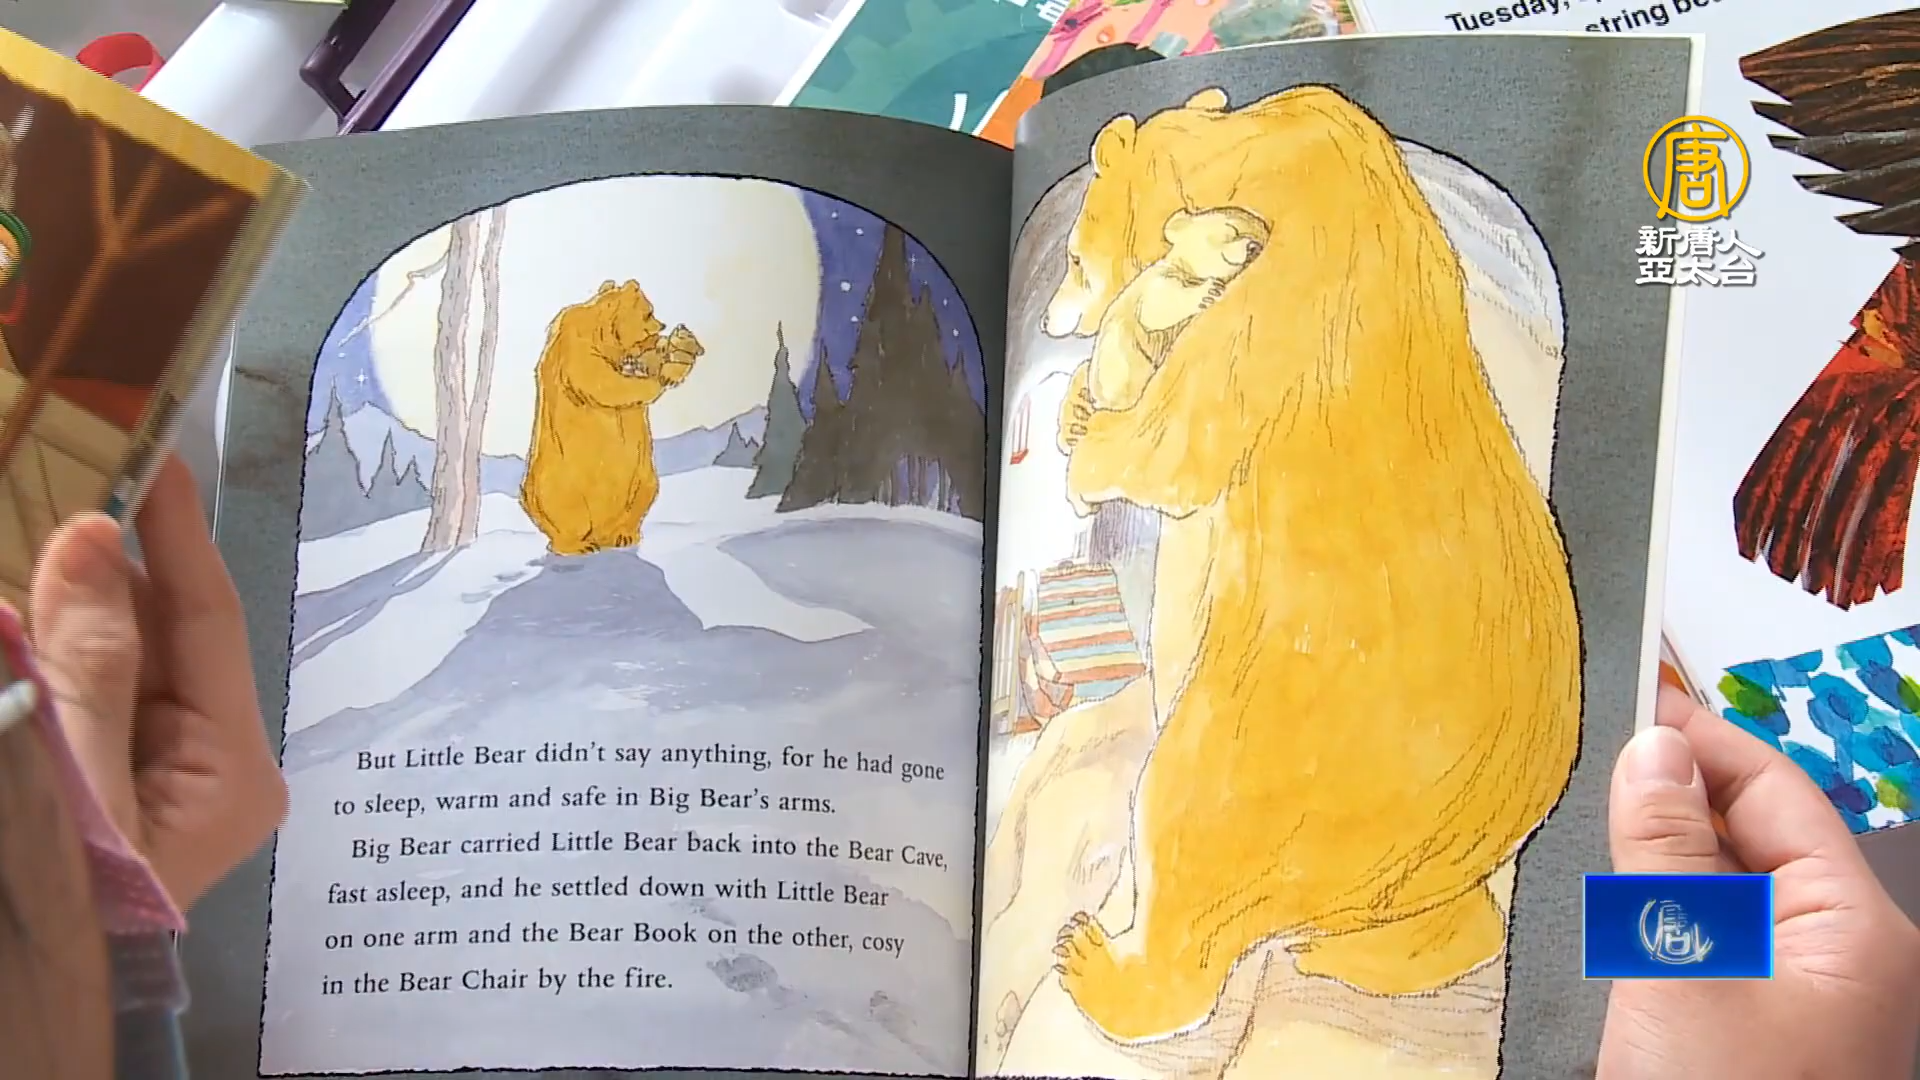 Tuesday,
string be
唐
新唐人
亞太台
But Little Bear didn't say anything, for he had gone
to sleep, warm and safe in Big Bear's arms.
Big Bear carried Little Bear back into the Bear Cave,
fast asleep, and he settled down with Little Bear
on one arm and the Bear Book on the other, cosy
in the Bear Chair by the fire.
唐